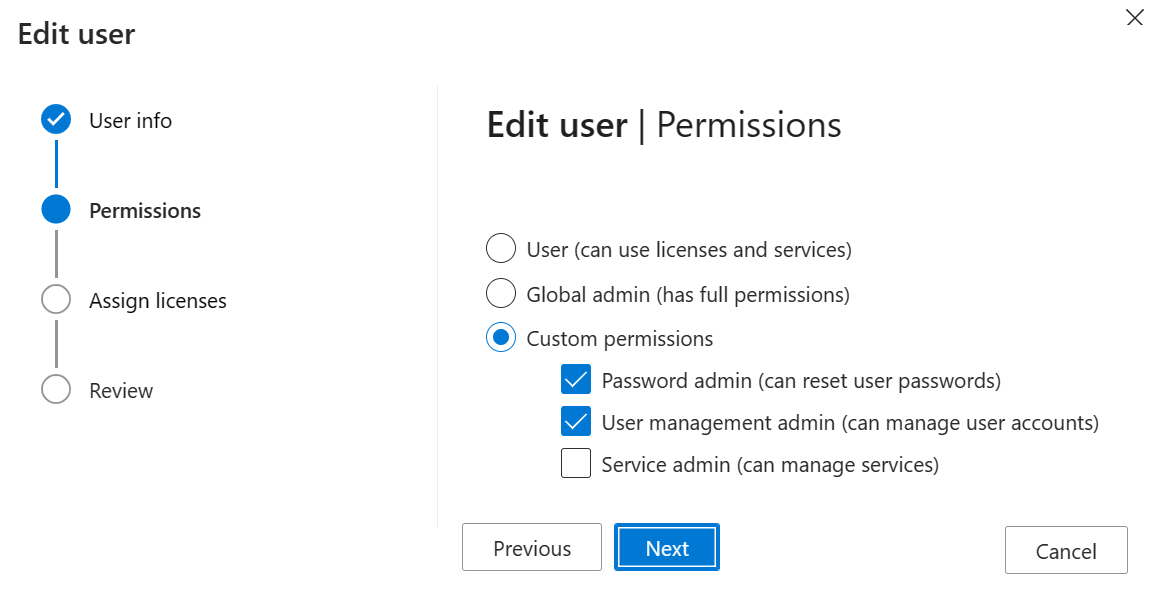 Edit user
User info
Permissions
Assign licenses
Review
Edit user | Permissions
User (can use licenses and services)
Global admin (has full permissions)
Custom permissions
Password admin (can reset user passwords)
User management admin (can manage user accounts)
Service admin (can manage services)
Previous
Next
Cancel